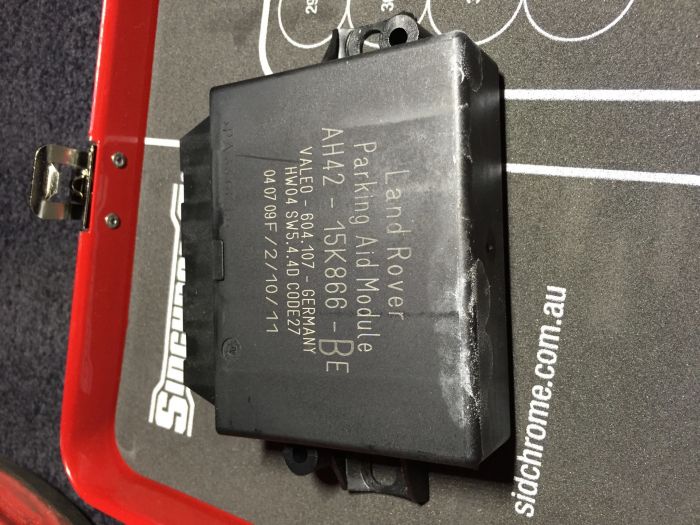 Land Rover
Parking Aid Module
AH42 - 15K866 - BE
VALEO - 604.107 - GERMANY
HW04 SW5.4.4D CODE27
040709F/2/10/11
>PA
sidchrome.com.au